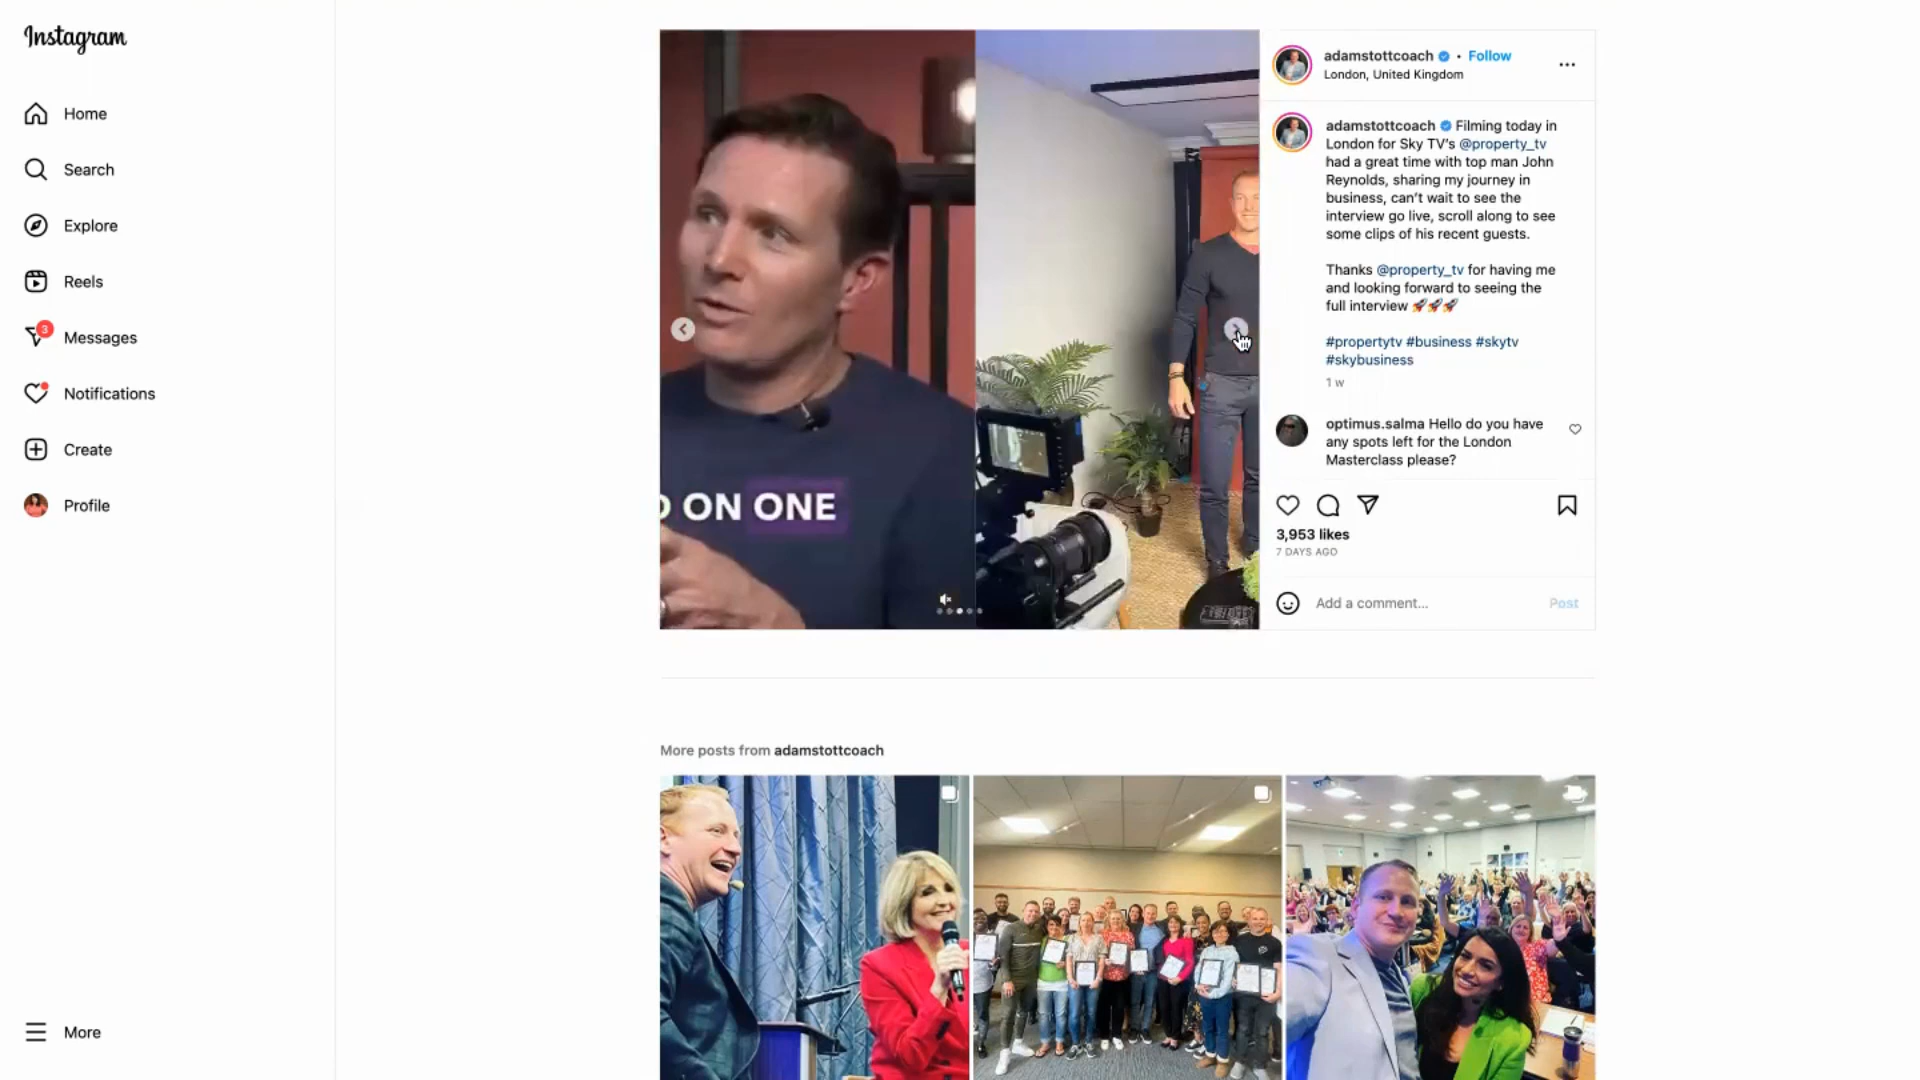 Instagram
Home
Search
Explore
Reels
3
Messages
Notifications
Create
Profile
More
ON ONE
adamstottcoach • Follow
London, United Kingdom
adamstottcoach Filming today in
London for Sky TV's @property_tv
had a great time with top man John
Reynolds, sharing my journey in
business, can't wait to see the
interview go live, scroll along to see
some clips of his recent guests.
Thanks @property_tv for having me
and looking forward to seeing the
full interview 🚀🚀🚀
#propertytv #business #skytv
#skybusiness
1 w
optimus.salma Hello do you have
any spots left for the London
Masterclass please?
3,953 likes
7 DAYS AGO
Add a comment...
Post
More posts from adamstottcoach